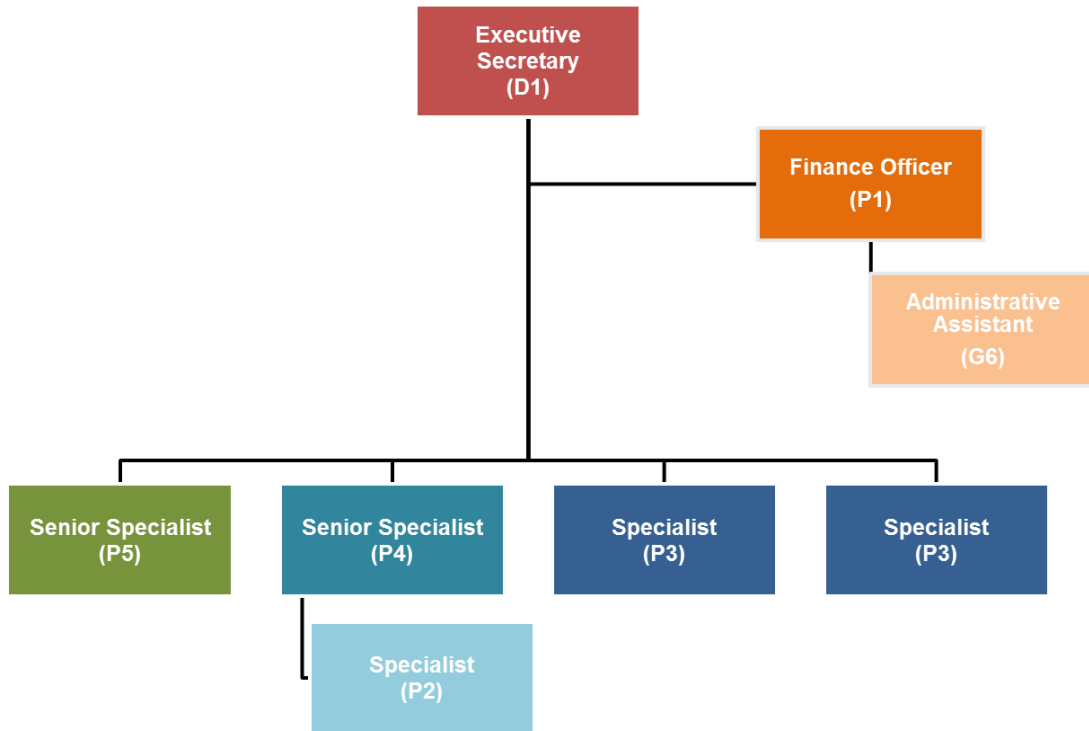 Executive
Secretary
(D1)
Finance Officer
(P1)
Administrative
Assistant
(G6)
Senior Specialist
(P5)
Senior Specialist
(P4)
Specialist
(P3)
Specialist
(P3)
Specialist
(P2)